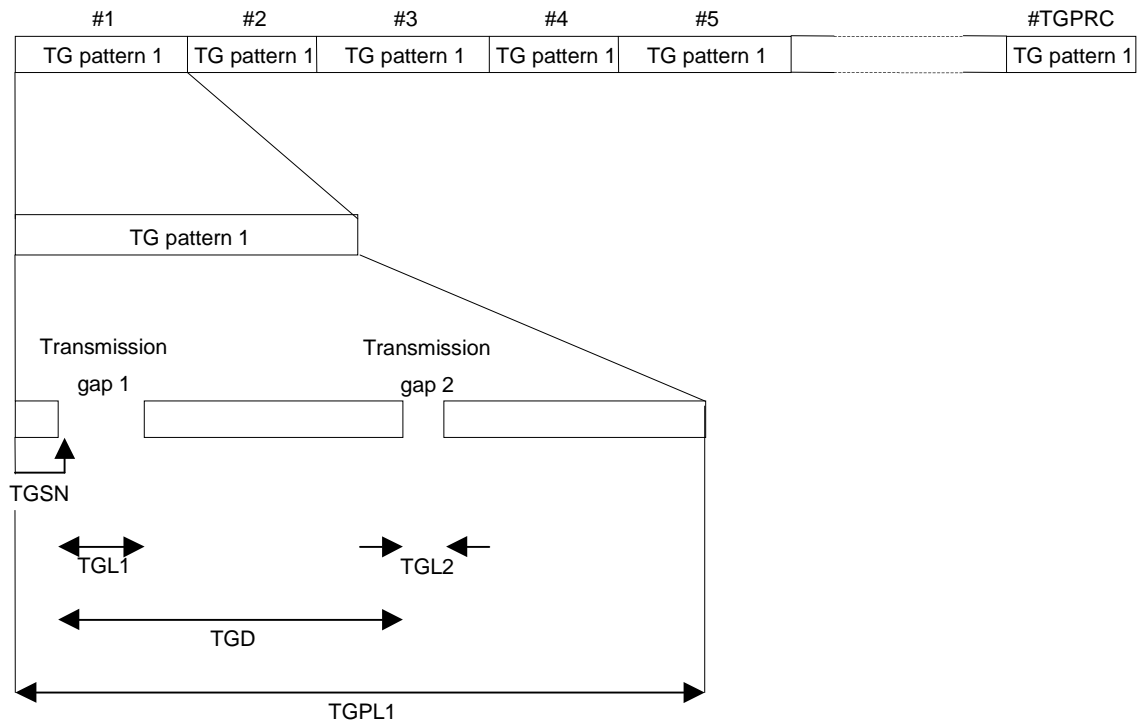 #1 #2 #3 #4 #5 #TGPRC
TG pattern 1 TG pattern 1 TG pattern 1 TG pattern 1 TG pattern 1 TG pattern 1
TG pattern 1
Transmission gap 1
Transmission gap 2
TGSN
TGL1 TGL2
TGD
TGPL1